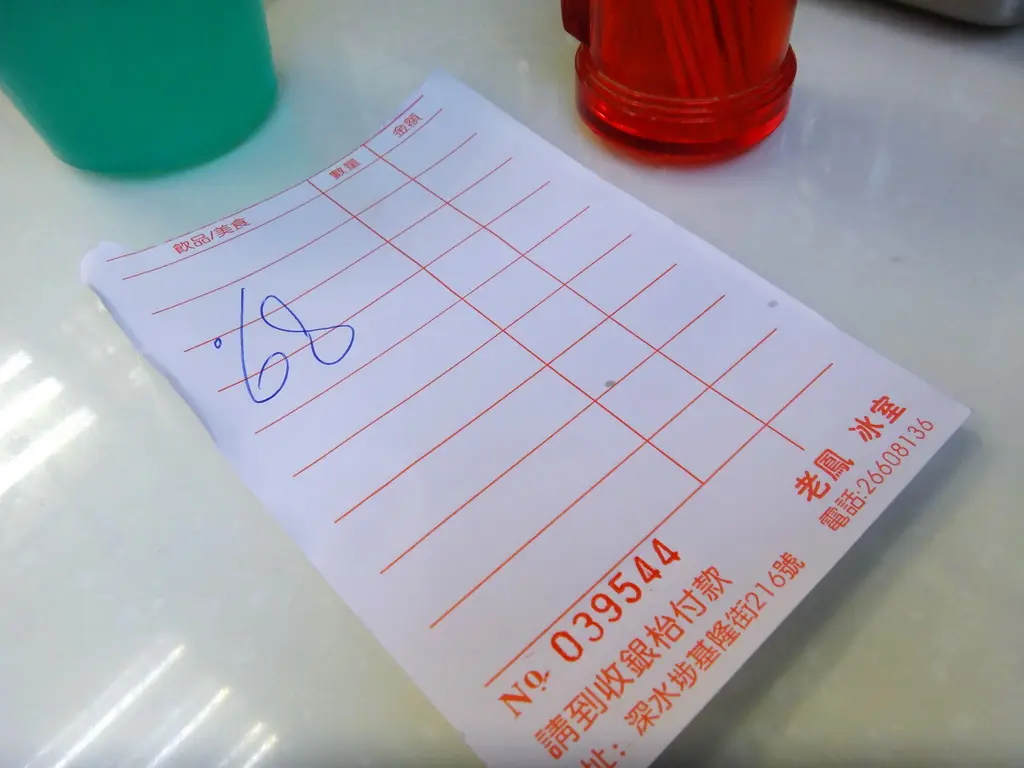 飲品/美食 數量 金額
68
No. 039544
請到收銀枱付款
址：深水埗基隆街216號
老鳳 冰室
電話:26608136